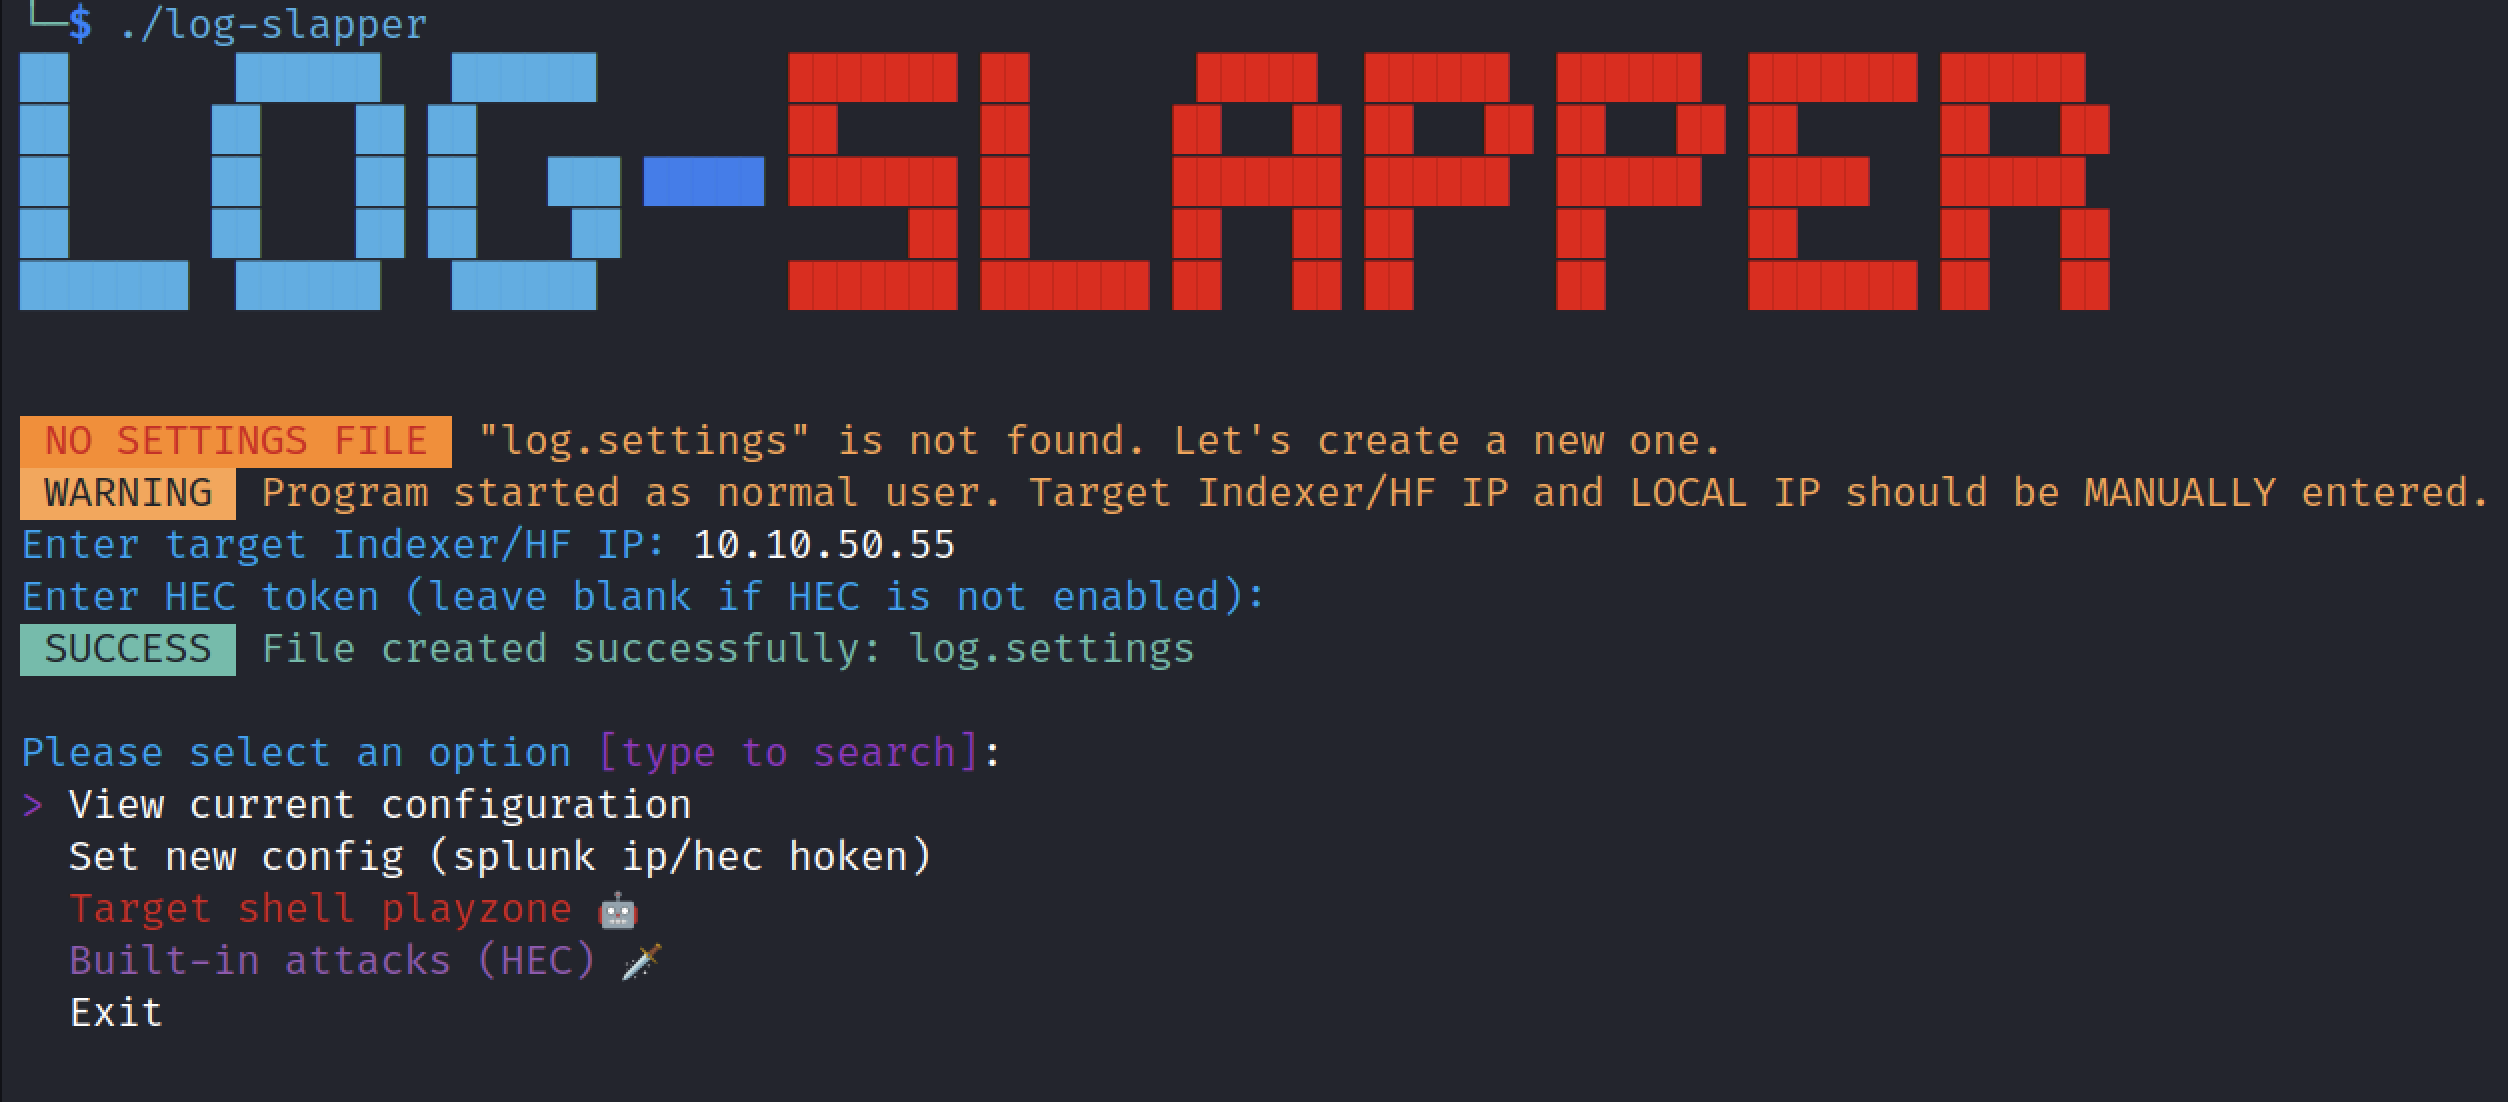 └─$ ./log-slapper
LOG-SLAPPER
NO SETTINGS FILE "log.settings" is not found. Let's create a new one.
WARNING Program started as normal user. Target Indexer/HF IP and LOCAL IP should be MANUALLY entered.
Enter target Indexer/HF IP: 10.10.50.55
Enter HEC token (leave blank if HEC is not enabled):
SUCCESS File created successfully: log.settings
Please select an option [type to search]:
> View current configuration
Set new config (splunk ip/hec hoken)
Target shell playzone 🤖
Built-in attacks (HEC) 🗡️
Exit